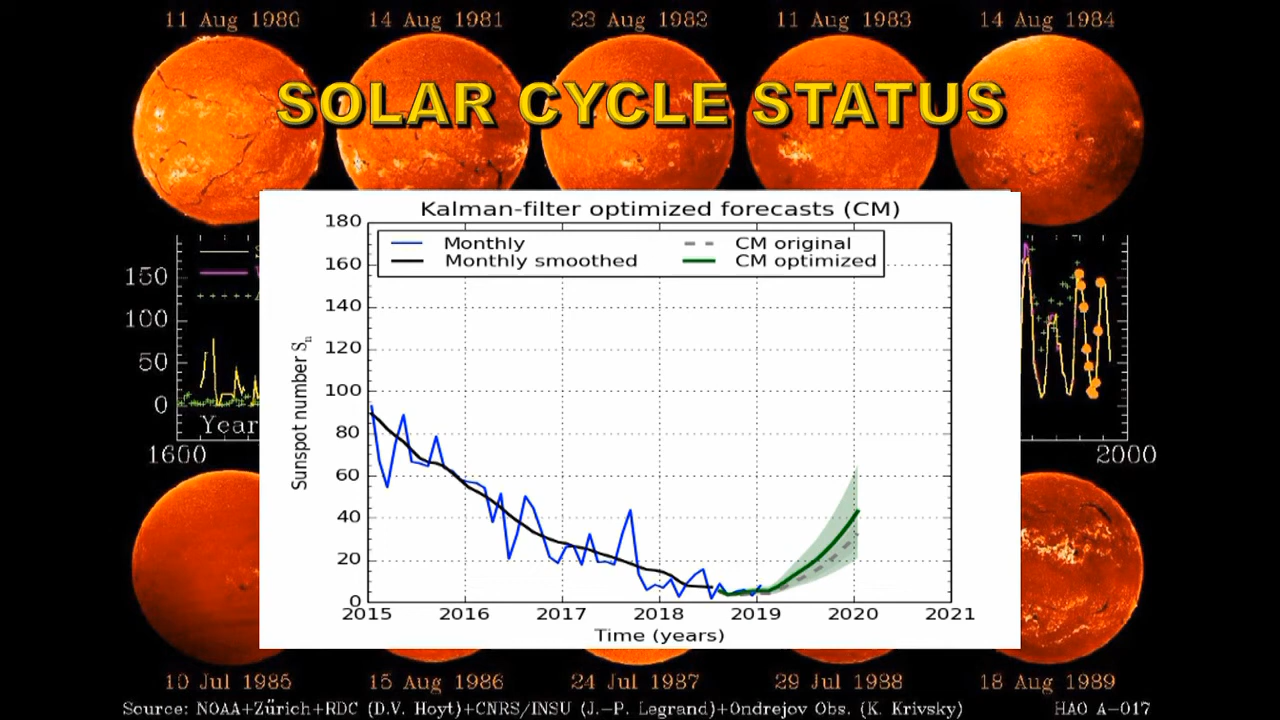 11 Aug 1980 14 Aug 1981 23 Aug 1982 11 Aug 1983 14 Aug 1984
SOLAR CYCLE STATUS
Kalman-filter optimized forecasts (CM)
Monthly
Monthly smoothed
CM original
CM optimized
180
160
140
120
100
80
60
40
20
0
Sunspot number Sn
2015 2016 2017 2018 2019 2020 2021
Time (years)
150
100
50
0
Year
1600
2000
10 Jul 1985 15 Aug 1986 24 Jul 1987 29 Jul 1988 18 Aug 1989
Source: NOAA+Zürich+RDC (D.V. Hoyt)+CNRS/INSU (J.-P. Legrand)+Ondrejov Obs. (K. Krivsky) HAO A-017